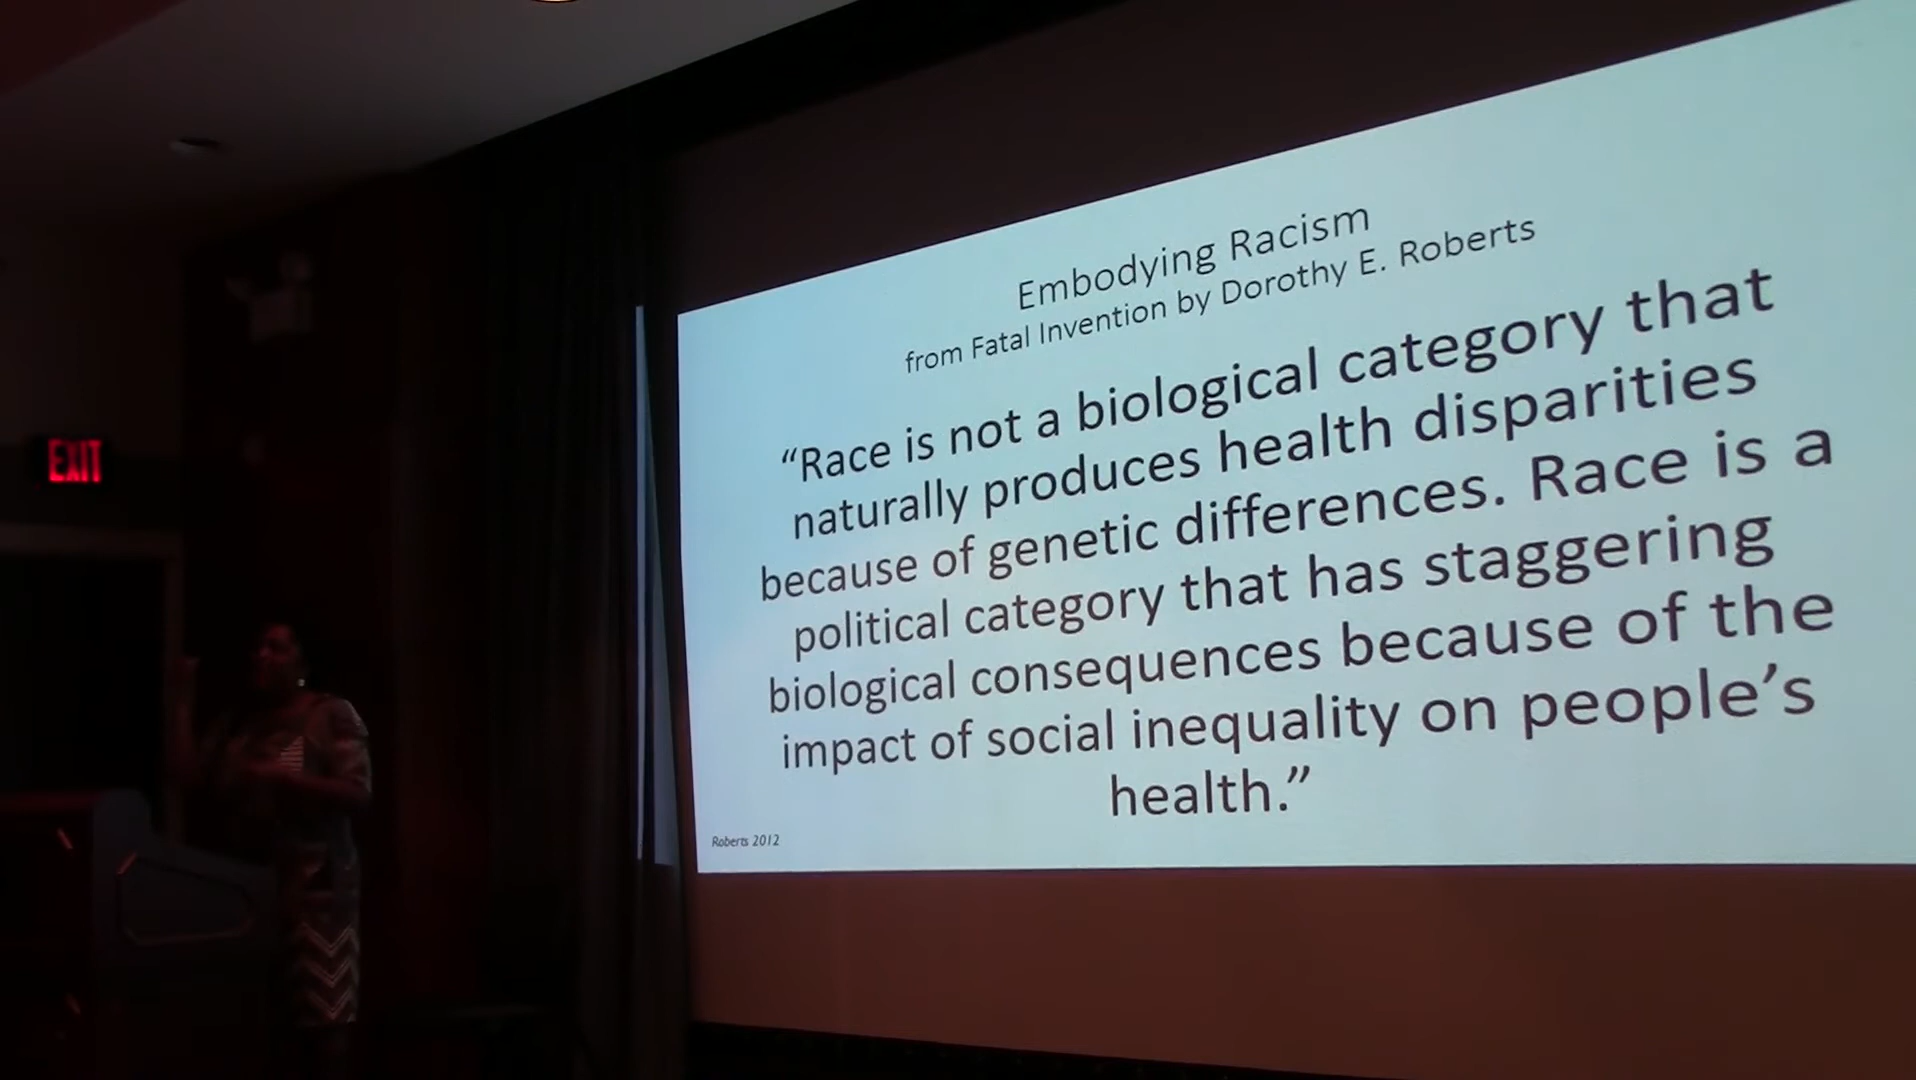 EXIT
Embodying Racism
from Fatal Invention by Dorothy E. Roberts
“Race is not a biological category that
naturally produces health disparities
because of genetic differences. Race is a
political category that has staggering
biological consequences because of the
impact of social inequality on people’s
health.”
Roberts 2012